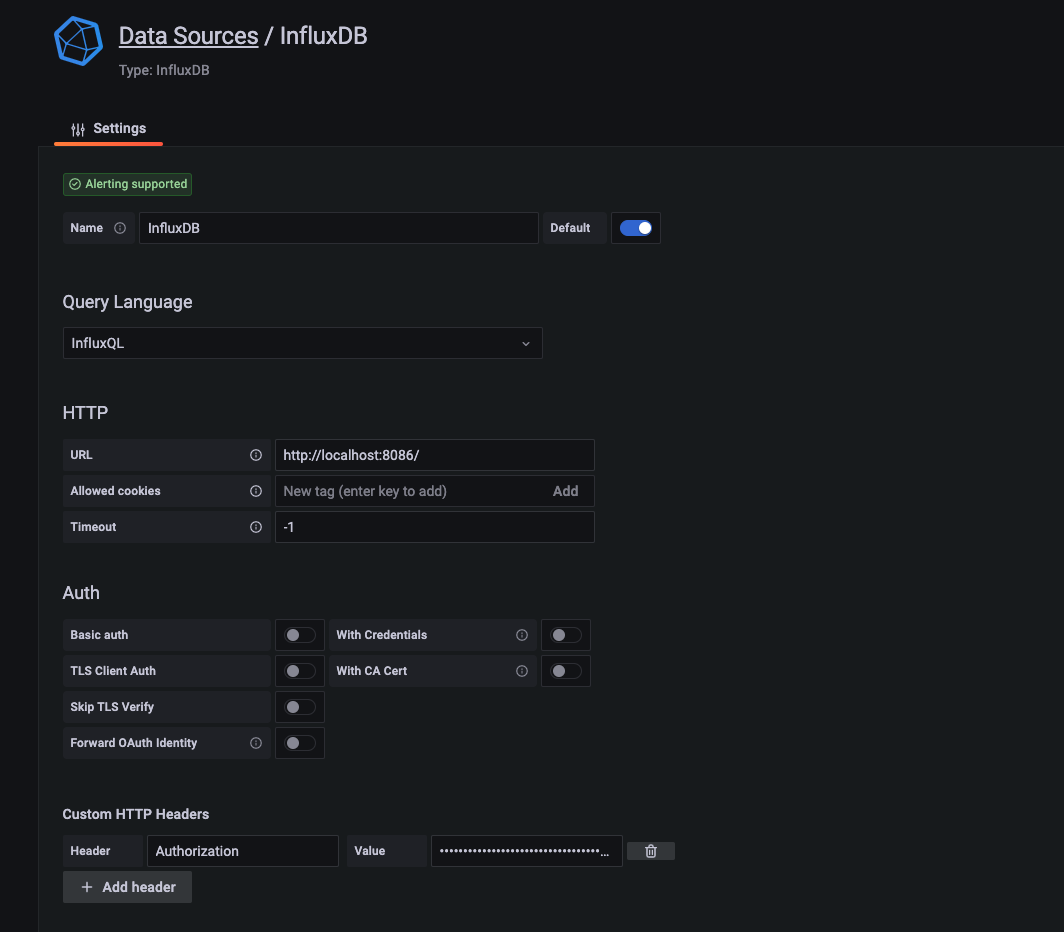 Data Sources / InfluxDB
Type: InfluxDB
Settings
Alerting supported
Name InfluxDB Default
Query Language
InfluxQL
HTTP
URL http://localhost:8086/
Allowed cookies New tag (enter key to add) Add
Timeout -1
Auth
Basic auth With Credentials
TLS Client Auth With CA Cert
Skip TLS Verify
Forward OAuth Identity
Custom HTTP Headers
Header Authorization Value ••••••••••••••••••••••••••••••••...
+ Add header